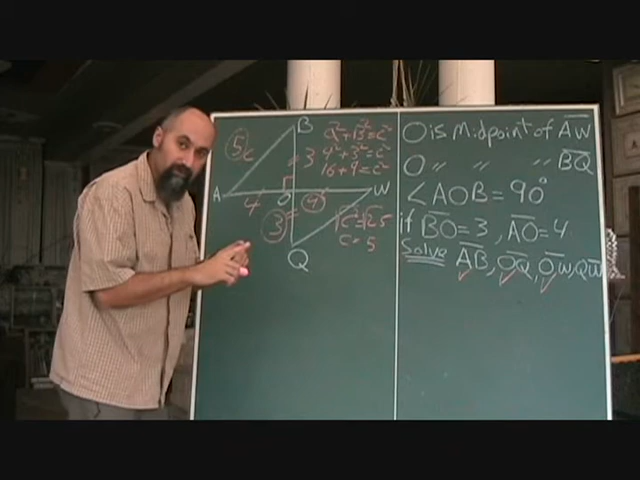 B
5 c
3
a² + B² = c²
4² + 3² = c²
16 + 9 = c²
A
4
O
4
W
3
√c² = √25
c = 5
Q
O is Midpoint of AW
O " " " BQ
∠AOB = 90°
if BO = 3, AO = 4
Solve AB, OQ, OW, QW